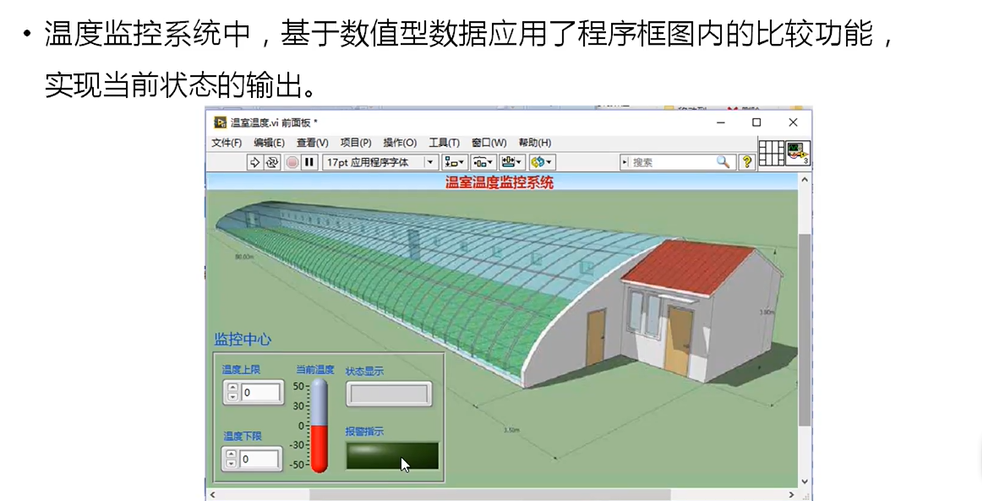 • 温度监控系统中，基于数值型数据应用了程序框图内的比较功能，
实现当前状态的输出。
温室温度.vi 前面板 *
文件(F) 编辑(E) 查看(V) 项目(P) 操作(O) 工具(T) 窗口(W) 帮助(H)
17pt 应用程序字体 搜索 ?
3
温室温度监控系统
80.00m
3.00m
3.50m
监控中心
温度上限 当前温度 状态显示
50
0
30
0
报警指示
温度下限
-30
0
-50